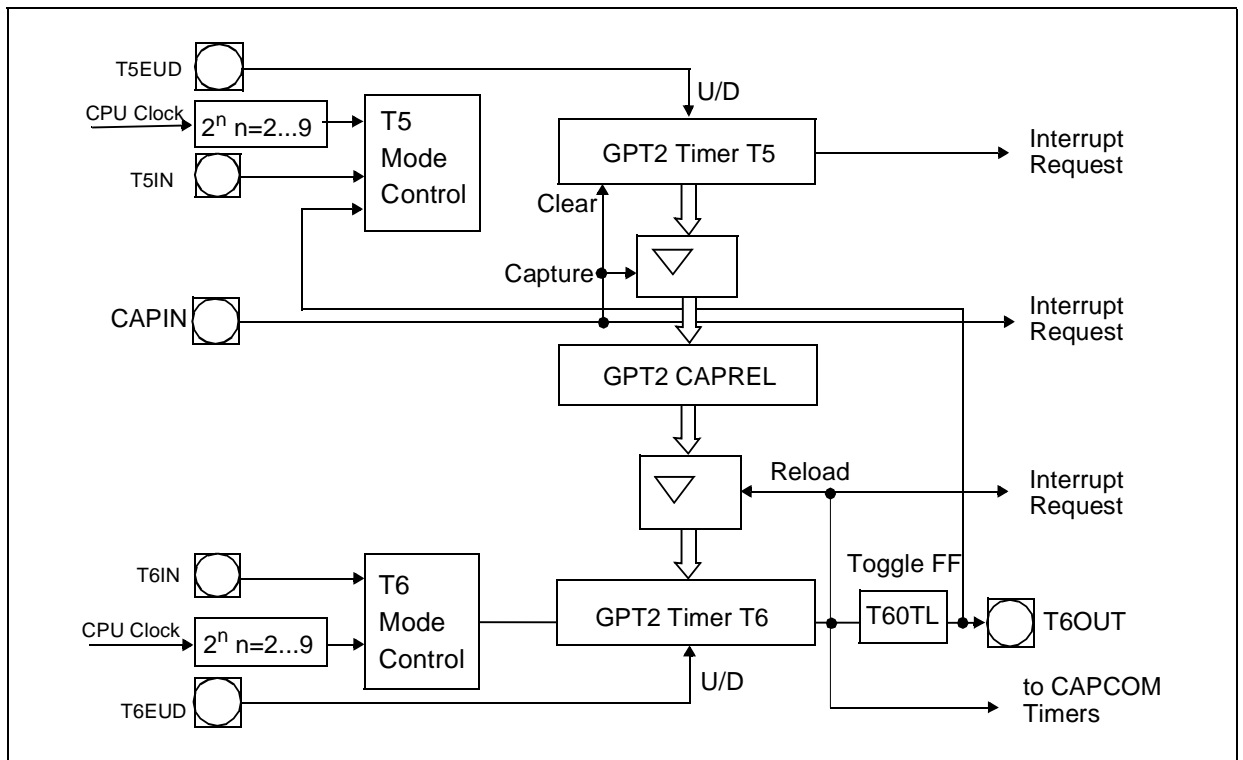 T5EUD
U/D
CPU Clock
2n n=2...9
T5
Mode
Control
GPT2 Timer T5
Interrupt
Request
T5IN
Clear
Capture
CAPIN
Interrupt
Request
GPT2 CAPREL
Reload
Interrupt
Request
Toggle FF
T6IN
T6
Mode
Control
GPT2 Timer T6
T60TL
T6OUT
CPU Clock
2n n=2...9
U/D
T6EUD
to CAPCOM
Timers